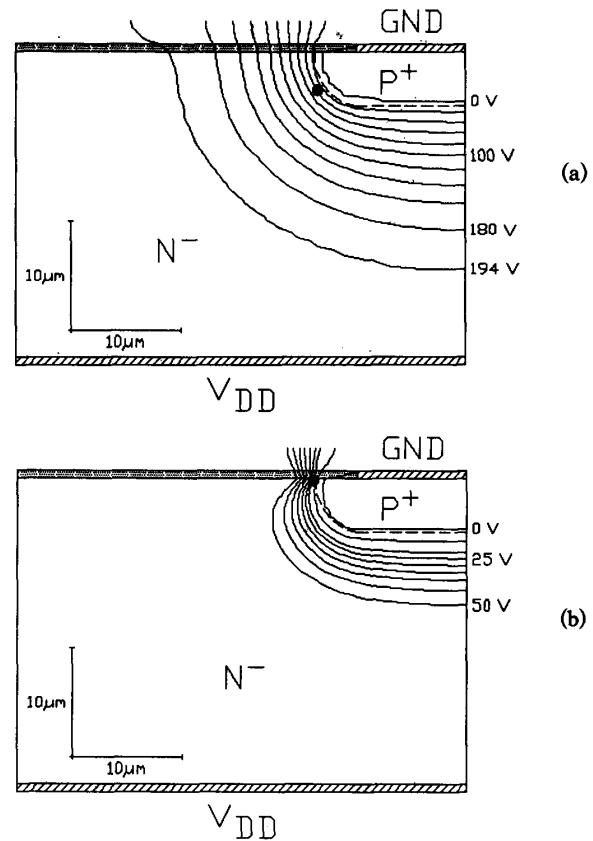 GND
P+
0 V
100 V
(a)
180 V
N−
194 V
10μm
10μm
VDD
GND
P+
0 V
25 V
50 V
(b)
N−
10μm
10μm
VDD